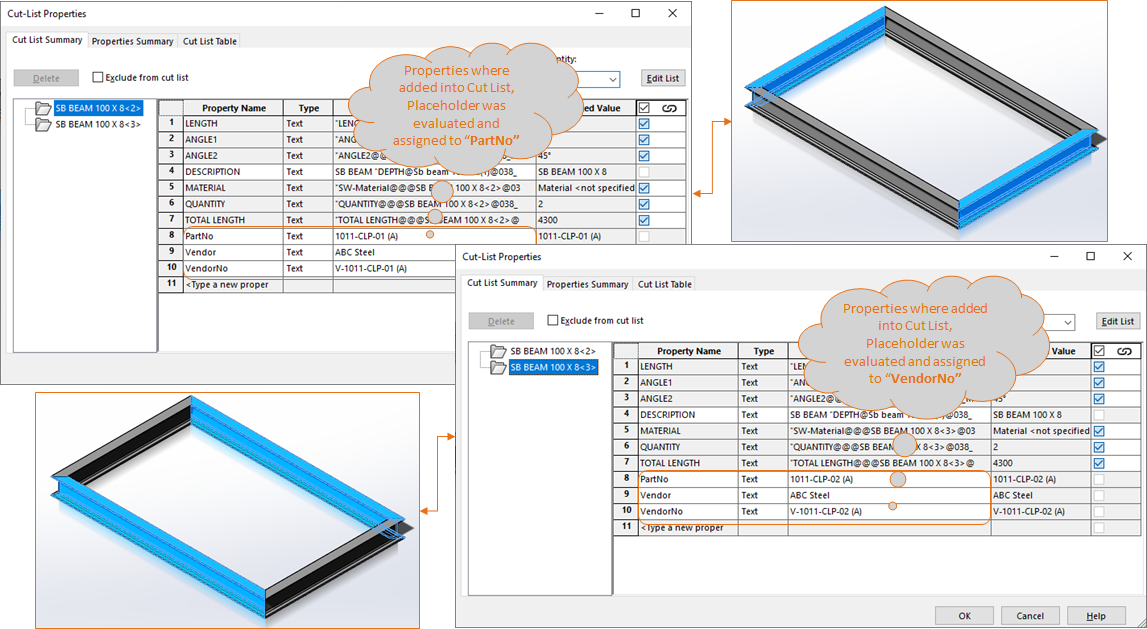 Cut-List Properties
Cut List Summary Properties Summary Cut List Table
Delete Exclude from cut list Edit List
SB BEAM 100 X 8<2>
SB BEAM 100 X 8<3>
Properties where
added into Cut List,
Placeholder was
evaluated and
assigned to “PartNo”
Property Name Type Value
1 LENGTH Text
2 ANGLE1 Text
3 ANGLE2 Text "ANGLE2@ 45°
4 DESCRIPTION Text SB BEAM "DEPTH@Sb beam @038_ SB BEAM 100 X 8
5 MATERIAL Text "SW-Material@@@SB 100 X 8<2>@03 Material <not specified
6 QUANTITY Text "QUANTITY@@@SB BEAM 100 X 8<2>@038_ 2
7 TOTAL LENGTH Text "TOTAL LENGTH@@@SB BEAM 100 X 8<2>@ 4300
8 PartNo Text 1011-CLP-01 (A) 1011-CLP-01 (A)
9 Vendor Text ABC Steel
10 VendorNo Text V-1011-CLP-01 (A)
11 <Type a new proper
Cut-List Properties
Cut List Summary Properties Summary Cut List Table
Delete Exclude from cut list Edit List
SB BEAM 100 X 8<2>
SB BEAM 100 X 8<3>
Properties where added
into Cut List,
Placeholder was
evaluated and assigned
to “VendorNo”
Property Name Type Value
1 LENGTH Text
2 ANGLE1 Text
3 ANGLE2 Text "ANGLE2@ 45°
4 DESCRIPTION Text SB BEAM "DEPTH@Sb @038_ SB BEAM 100 X 8
5 MATERIAL Text "SW-Material@@@SB BEAM 100 X 8<3>@03 Material <not specified
6 QUANTITY Text "QUANTITY@@@SB BEAM 100 X 8<3>@038_ 2
7 TOTAL LENGTH Text "TOTAL LENGTH@@@SB BEAM 100 X 8<3>@ 4300
8 PartNo Text 1011-CLP-02 (A) 1011-CLP-02 (A)
9 Vendor Text ABC Steel ABC Steel
10 VendorNo Text V-1011-CLP-02 (A) V-1011-CLP-02 (A)
11 <Type a new proper
OK Cancel Help